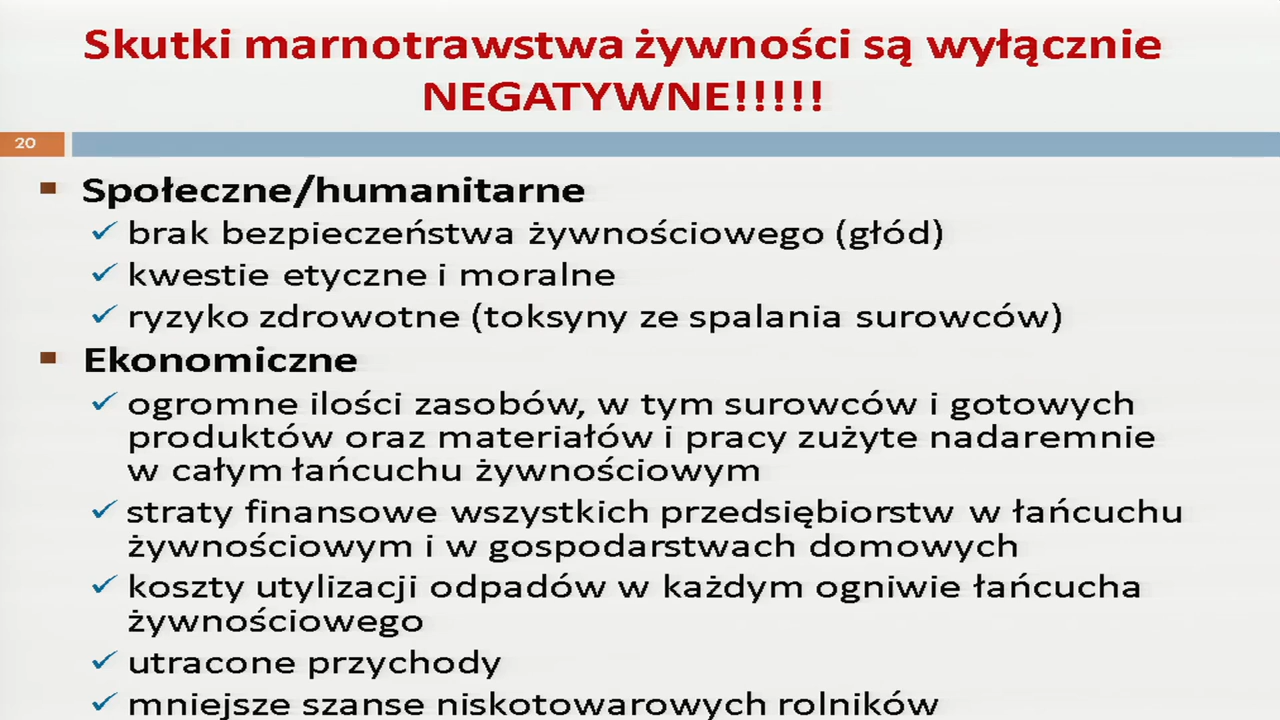 Skutki marnotrawstwa żywności są wyłącznie
NEGATYWNE!!!!!
20
Społeczne/humanitarne
brak bezpieczeństwa żywnościowego (głód)
kwestie etyczne i moralne
ryzyko zdrowotne (toksyny ze spalania surowców)
Ekonomiczne
ogromne ilości zasobów, w tym surowców i gotowych
produktów oraz materiałów i pracy zużyte nadaremnie
w całym łańcuchu żywnościowym
straty finansowe wszystkich przedsiębiorstw w łańcuchu
żywnościowym i w gospodarstwach domowych
koszty utylizacji odpadów w każdym ogniwie łańcucha
żywnościowego
utracone przychody
mniejsze szanse niskotowarowych rolników